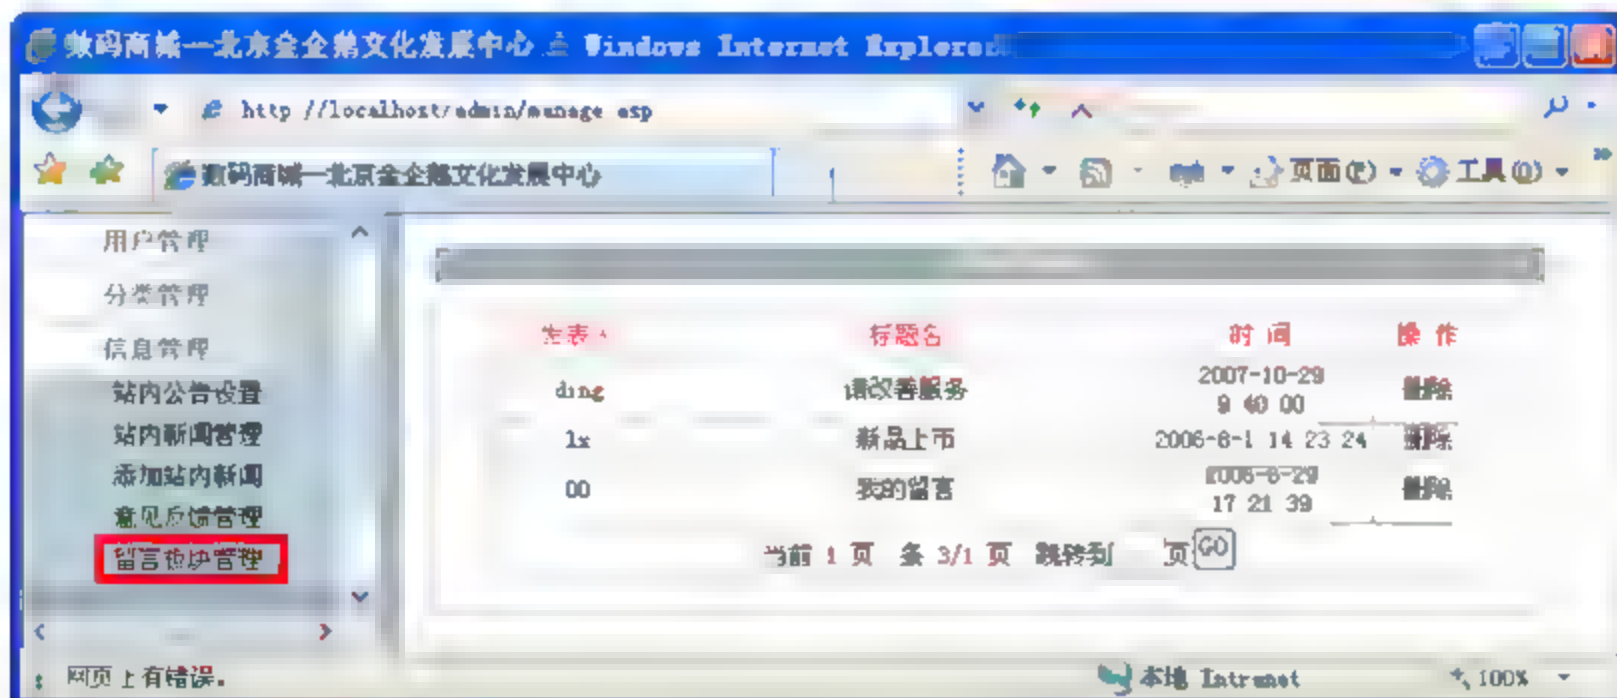 数码商城—北京金企鹅文化发展中心 - Windows Internet Explorer
http //localhost/admin/manage asp
数码商城—北京金企鹅文化发展中心
页面(P) 工具(O)
用户管理
分类管理
信息管理
站内公告设置
站内新闻管理
添加站内新闻
意见反馈管理
留言板块管理
发表人 标题名 时 间 操 作
ding 请改善服务 2007-10-29 9 40 00 删除
lx 新品上市 2006-8-1 14 23 24 删除
00 我的留言 17 21 39 删除
当前 1 页 条 3/1 页 跳转到 页 GO
网页上有错误。
本地 Intranet 100%